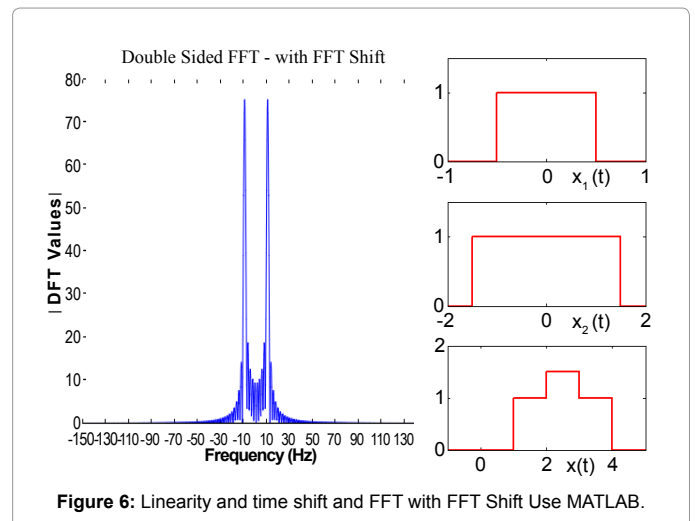 Double Sided FFT - with FFT Shift
80
70
60
50
40
30
20
10
0
|DFT Values|
-150-130-110 -90 -70 -50 -30 -10 10 30 50 70 90 110 130
Frequency (Hz)
1
0
-1 0 1
x1(t)
1
0
-2 0 2
x2(t)
2
1
0
0 2 4
x(t)
Figure 6: Linearity and time shift and FFT with FFT Shift Use MATLAB.